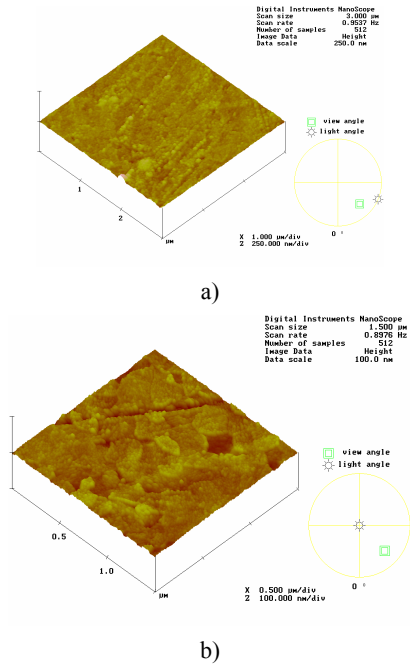 Digital Instruments NanoScope
Scan size 3.000 µm
Scan rate 0.9537 Hz
Number of samples 512
Image Data Height
Data scale 250.0 nm
view angle
light angle
0 °
1
2
µm
X 1.000 µm/div
Z 250.000 nm/div
a)
Digital Instruments NanoScope
Scan size 1.500 µm
Scan rate 0.8976 Hz
Number of samples 512
Image Data Height
Data scale 100.0 nm
view angle
light angle
0.5
1.0
µm
0 °
X 0.500 µm/div
Z 100.000 nm/div
b)